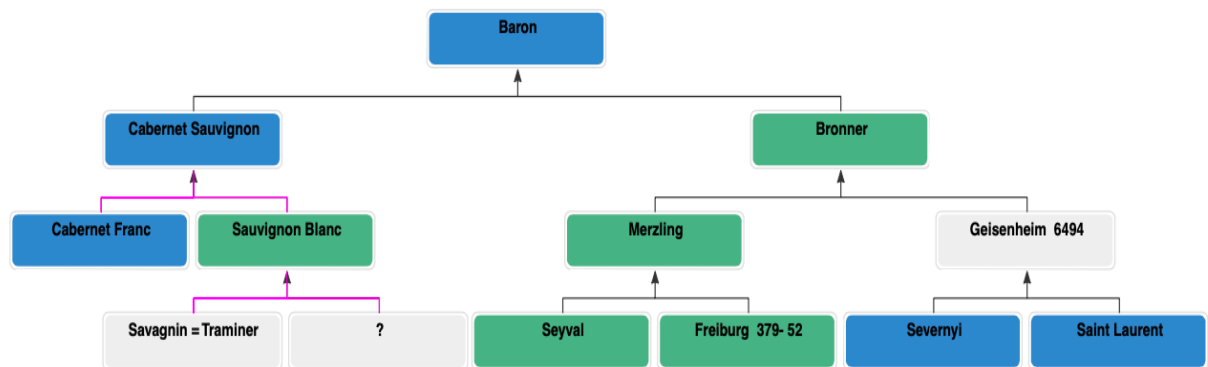 Baron
Cabernet Sauvignon
Bronner
Cabernet Franc
Sauvignon Blanc
Merzling
Geisenheim 6494
Savagnin = Traminer
?
Seyval
Freiburg 379- 52
Severnyi
Saint Laurent